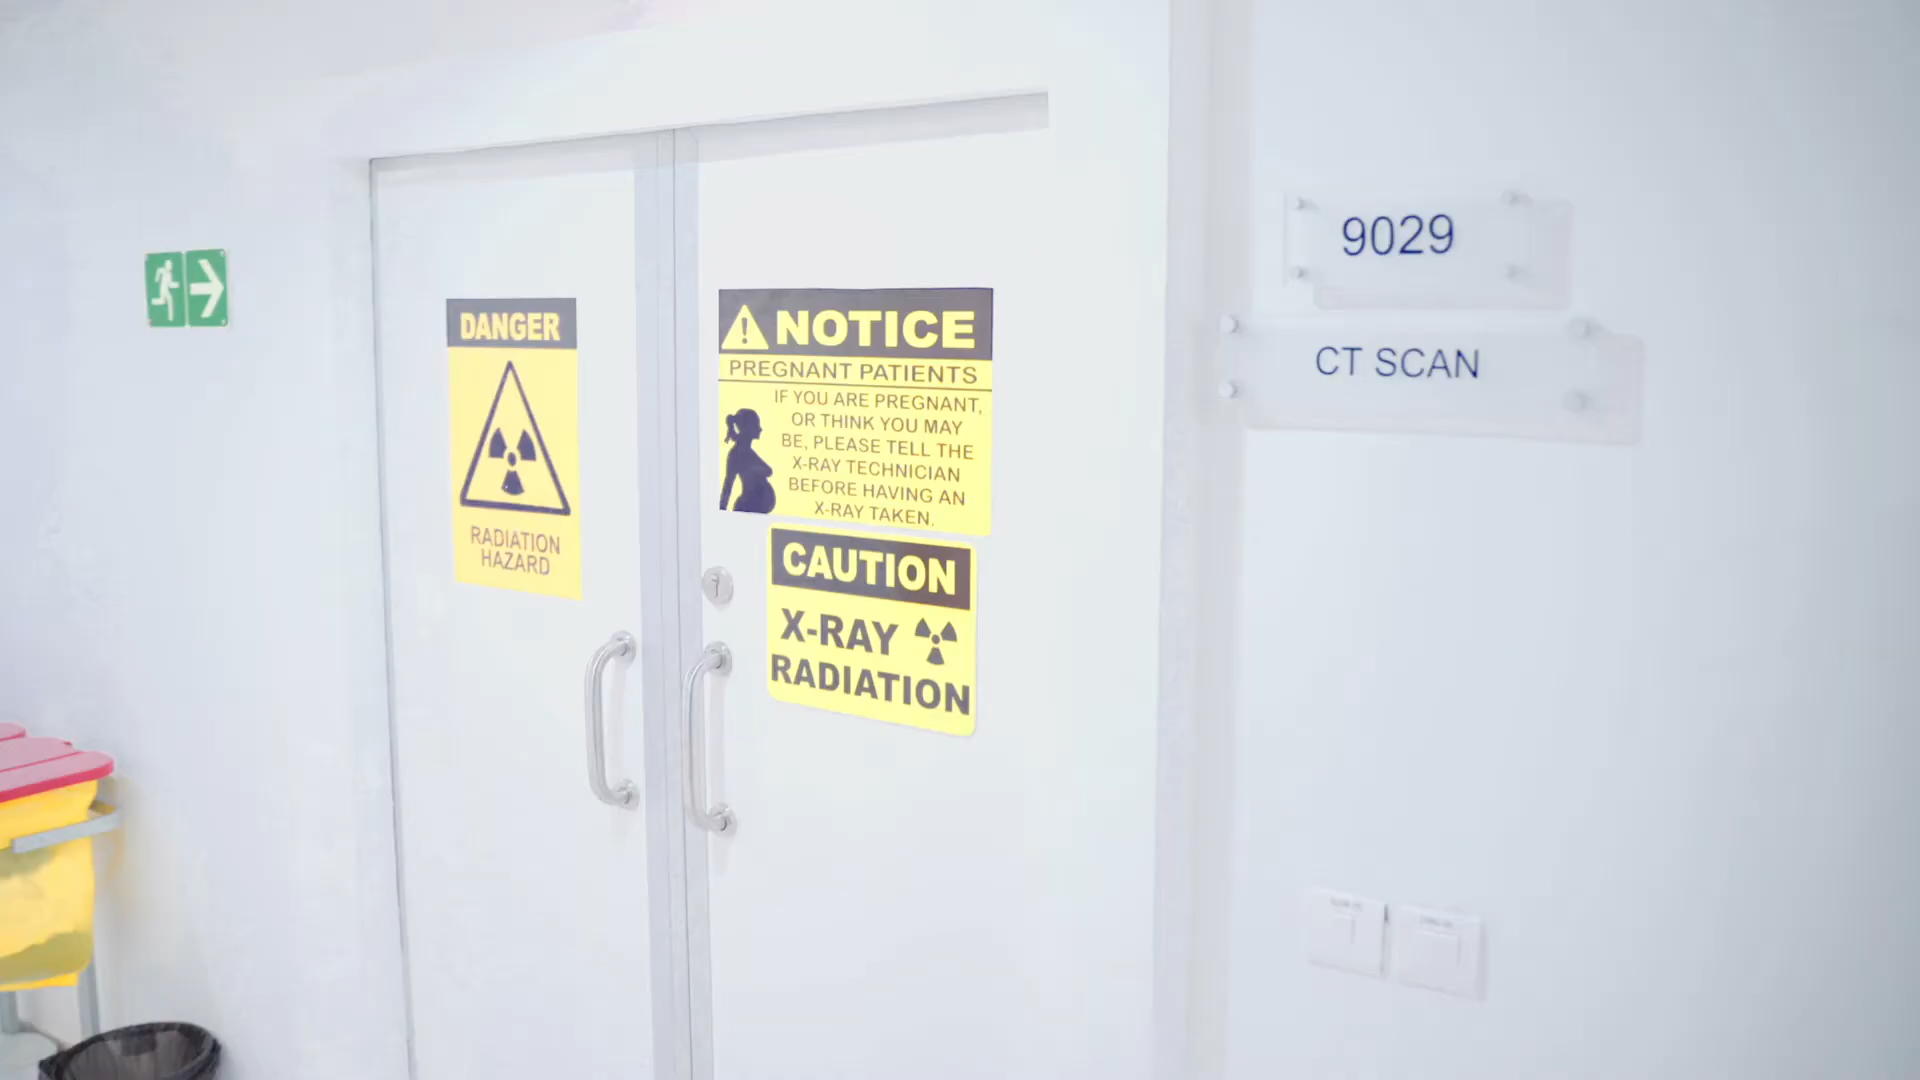 DANGER
RADIATION
HAZARD
NOTICE
PREGNANT PATIENTS
IF YOU ARE PREGNANT,
OR THINK YOU MAY
BE, PLEASE TELL THE
X-RAY TECHNICIAN
BEFORE HAVING AN
X-RAY TAKEN.
CAUTION
X-RAY
RADIATION
9029
CT SCAN